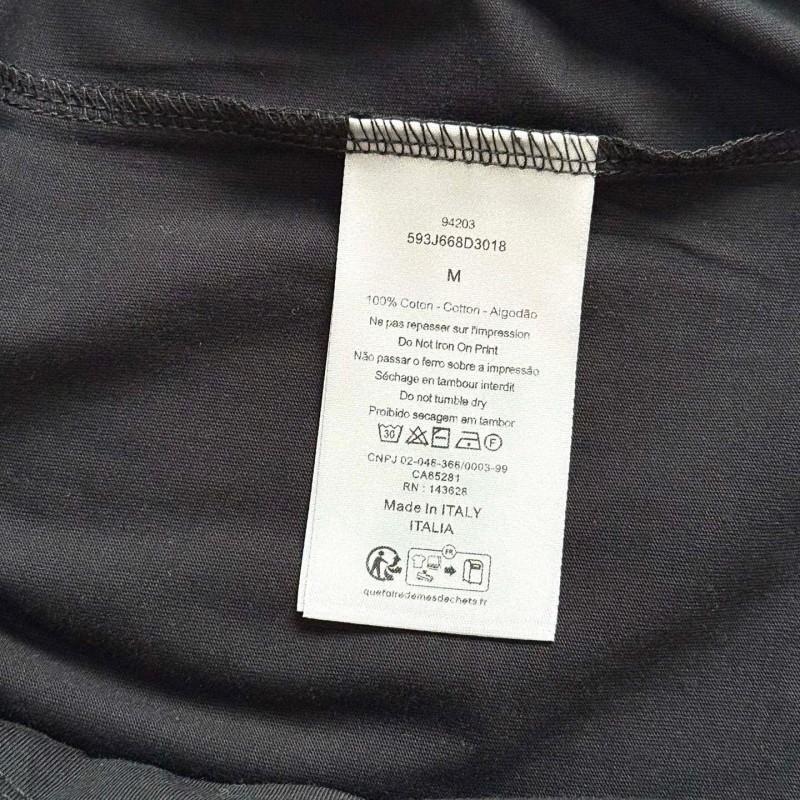 94203
593J668D3018
M
100% Coton - Cotton - Algodão
Ne pas repasser sur l'impression
Do Not Iron On Print
Não passar o ferro sobre a impressão
Séchage en tambour interdit
Do not tumble dry
Proibido secagem em tambor
30 F
CNPJ 02-046-366/0003-99
CA65281
RN : 143628
Made In ITALY
ITALIA
FR
quefairedemesdechets.fr